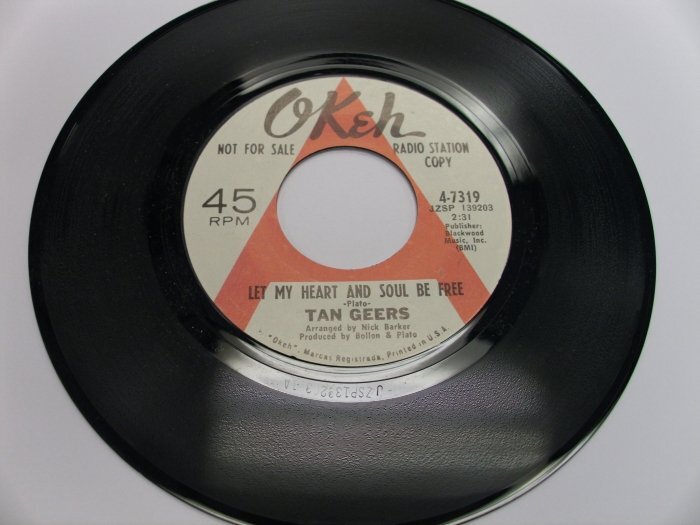 OKeh
NOT FOR SALE
RADIO STATION
COPY
45
RPM
4-7319
JZSP 139203
2:31
Publisher:
Blackwood
Music, Inc.
(BMI)
LET MY HEART AND SOUL BE FREE
-Plato-
TAN GEERS
Arranged by Nick Barker
Produced by Bollon & Plato
"Okeh", Marcas Registrada, Printed in U.S.A.